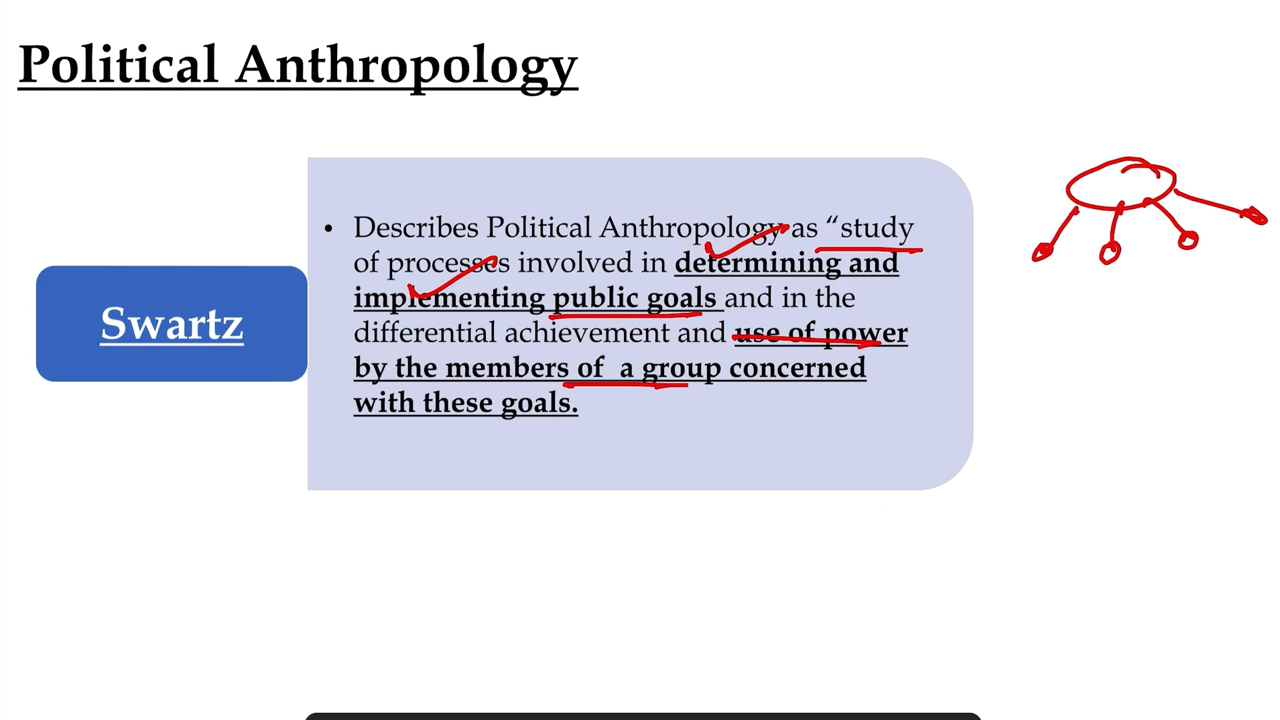 Political Anthropology
Swartz
• Describes Political Anthropology as “study
of processes involved in determining and
implementing public goals and in the
differential achievement and use of power
by the members of a group concerned
with these goals.